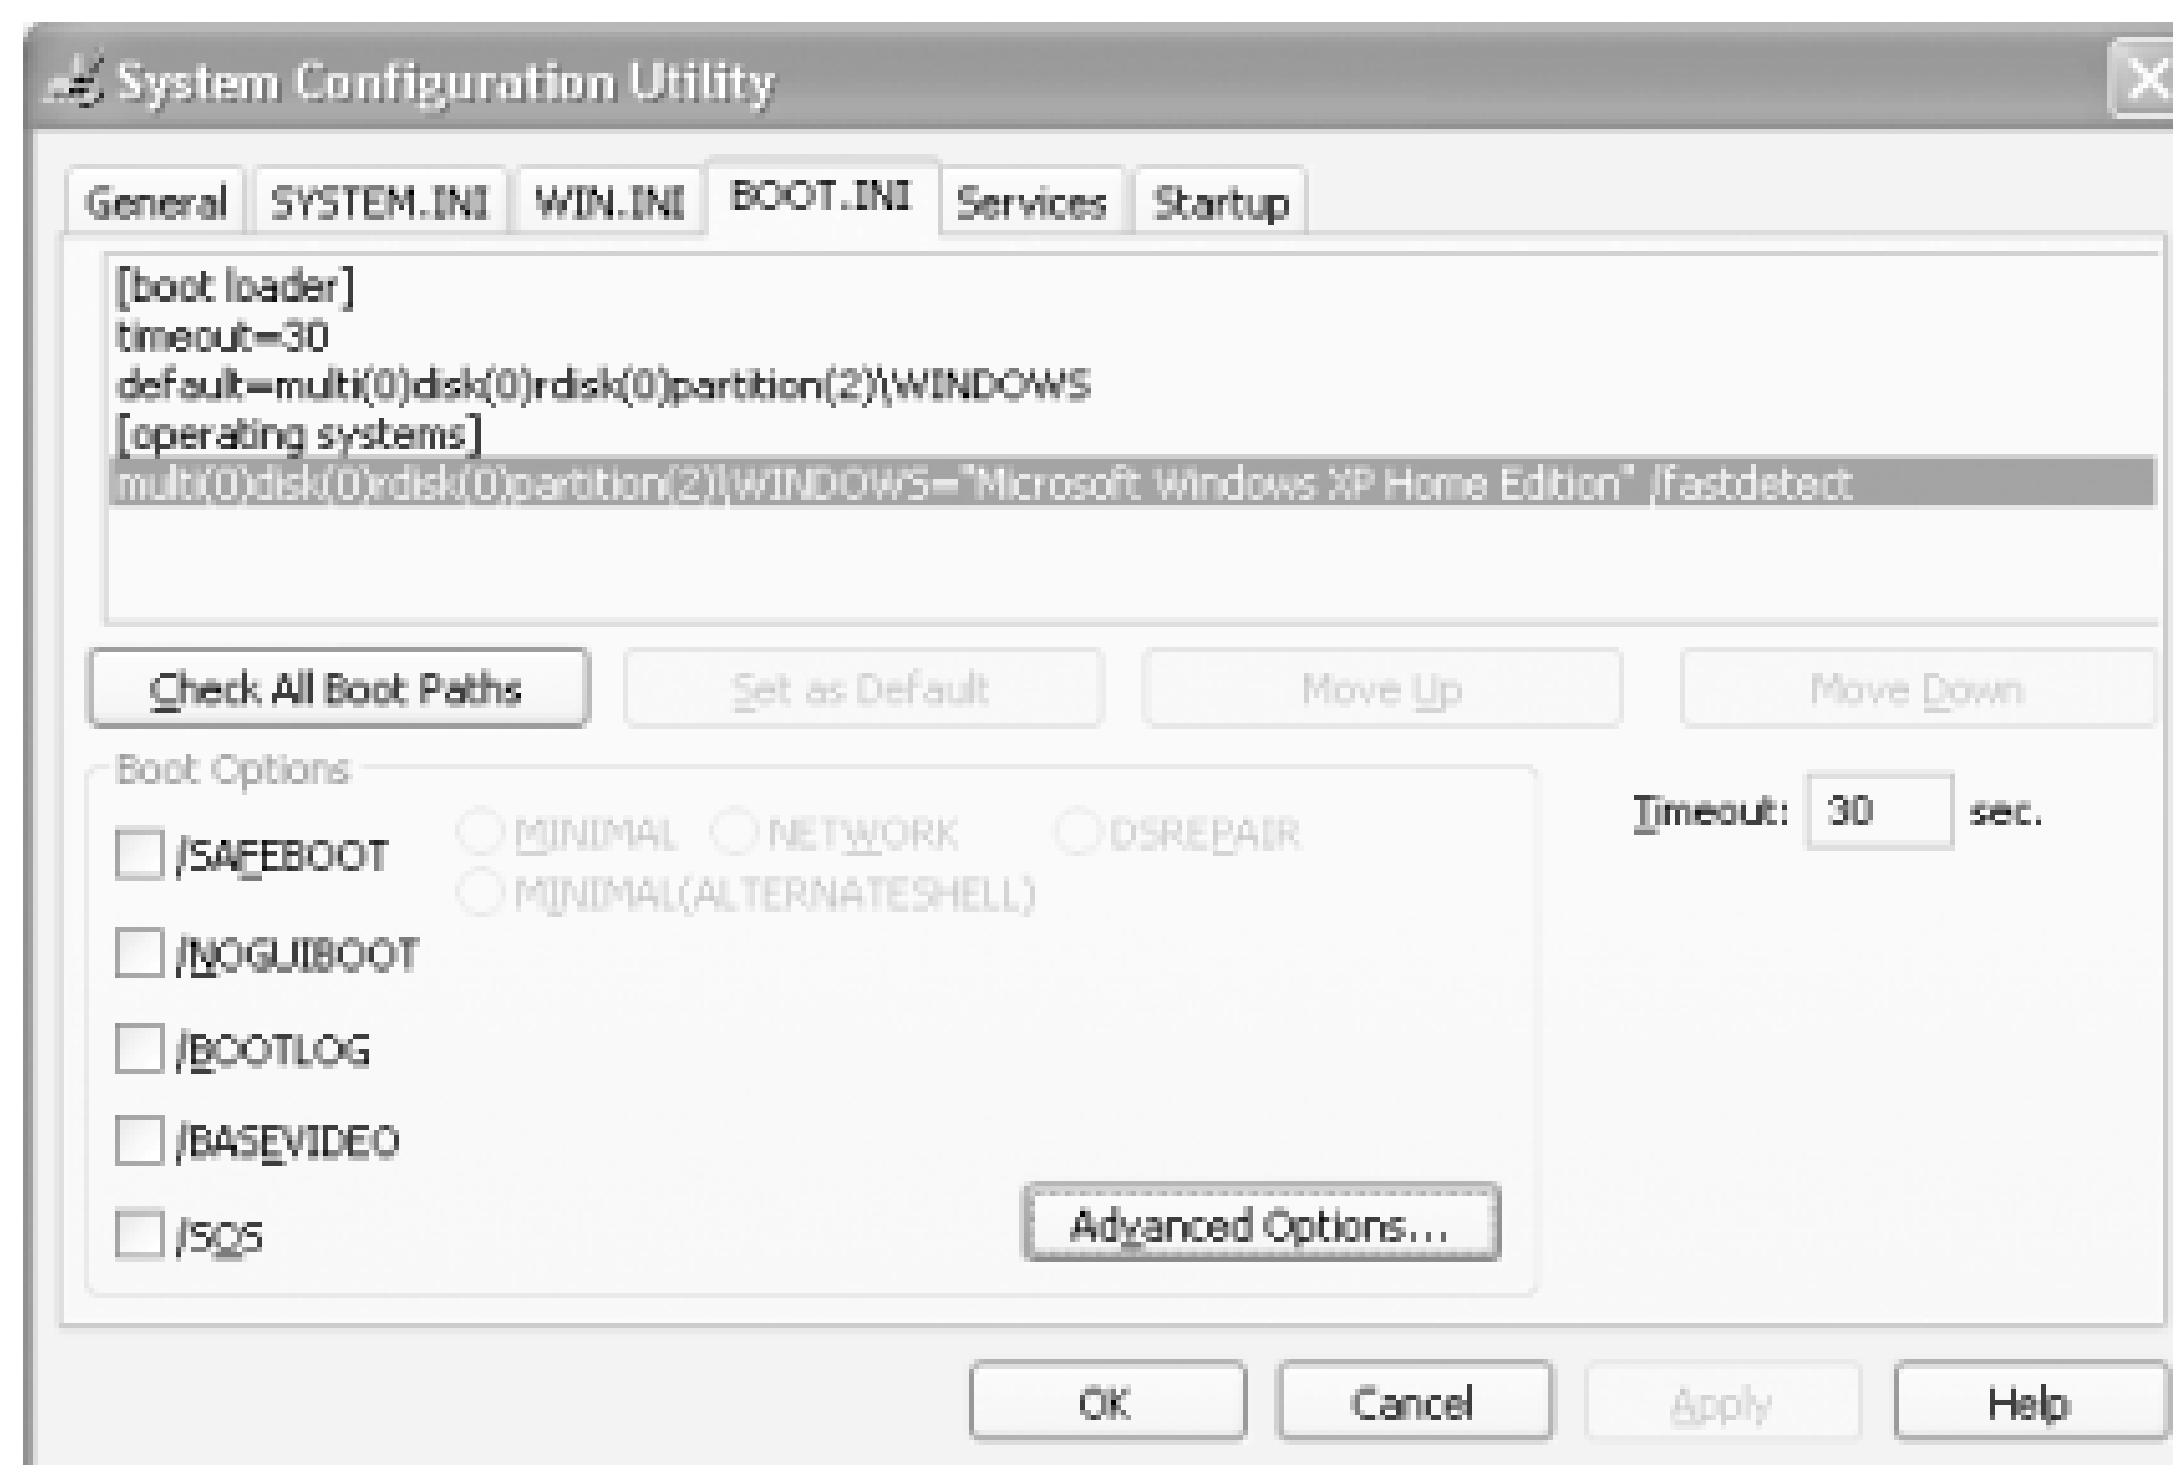 System Configuration Utility
General SYSTEM.INI WIN.INI BOOT.INI Services Startup
[boot loader]
timeout=30
default=multi(0)disk(0)rdisk(0)partition(2)\WINDOWS
[operating systems]
multi(0)disk(0)rdisk(0)partition(2)\WINDOWS="Microsoft Windows XP Home Edition" /fastdetect
Check All Boot Paths Set as Default Move Up Move Down
Boot Options
/SAFEBOOT MINIMAL NETWORK DSREPAIR Timeout: 30 sec.
MINIMAL(ALTERNATESHELL)
/NOGUIBOOT
/BOOTLOG
/BASEVIDEO
/SOS Advanced Options...
OK Cancel Apply Help